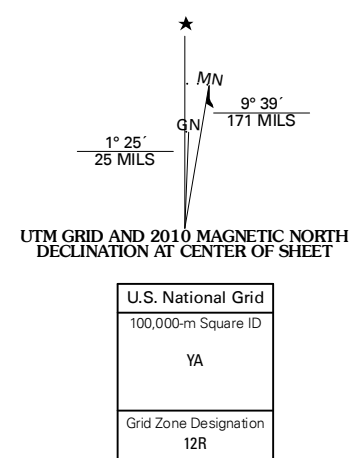 ★
MN
GN
9° 39´
171 MILS
1° 25´
25 MILS
UTM GRID AND 2010 MAGNETIC NORTH
DECLINATION AT CENTER OF SHEET
U.S. National Grid
100,000-m Square ID
YA
Grid Zone Designation
12R